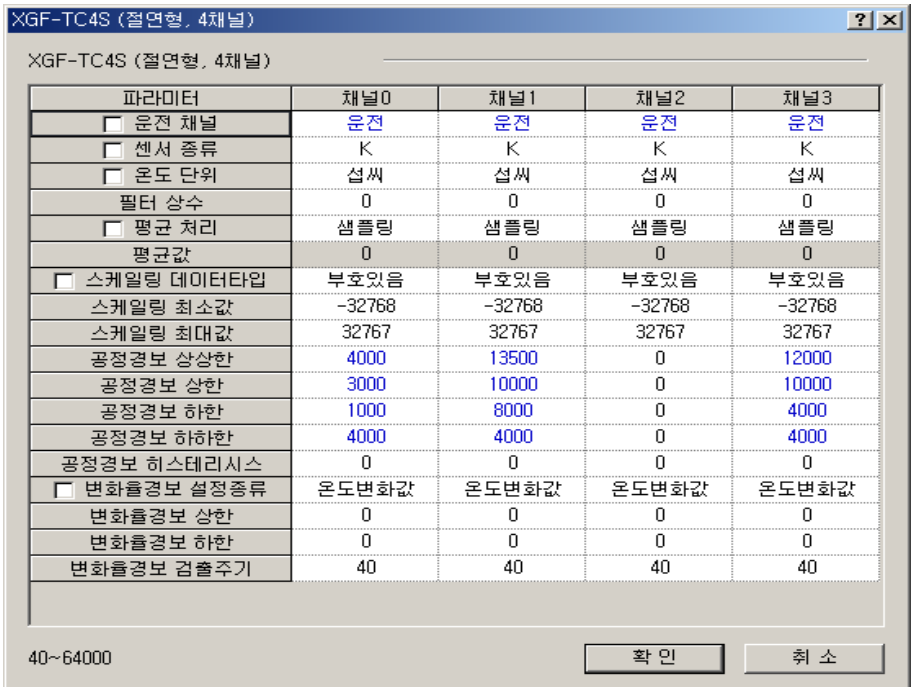 XGF-TC4S (절연형, 4채널)
XGF-TC4S (절연형, 4채널)
파라미터 채널0 채널1 채널2 채널3
운전 채널 운전 운전 운전 운전
센서 종류 K K K K
온도 단위 섭씨 섭씨 섭씨 섭씨
필터 상수 0 0 0 0
평균 처리 샘플링 샘플링 샘플링 샘플링
평균값 0 0 0 0
스케일링 데이터타입 부호있음 부호있음 부호있음 부호있음
스케일링 최소값 -32768 -32768 -32768 -32768
스케일링 최대값 32767 32767 32767 32767
공정경보 상상한 4000 13500 0 12000
공정경보 상한 3000 10000 0 10000
공정경보 하한 1000 8000 0 4000
공정경보 하하한 4000 4000 0 4000
공정경보 히스테리시스 0 0 0 0
변화율경보 설정종류 온도변화값 온도변화값 온도변화값 온도변화값
변화율경보 상한 0 0 0 0
변화율경보 하한 0 0 0 0
변화율경보 검출주기 40 40 40 40
40~64000 확인 취소